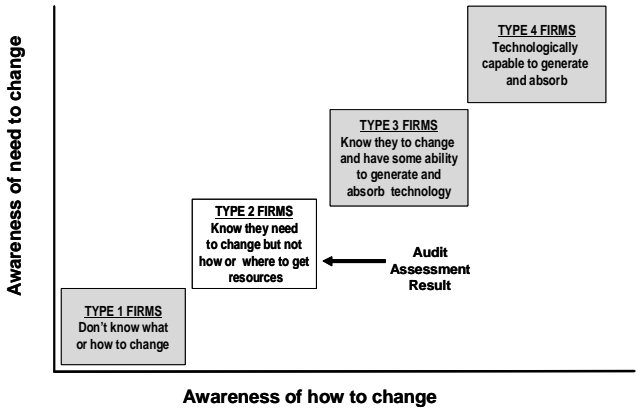 Awareness of need to change
TYPE 4 FIRMS
Technologically
capable to generate
and absorb
TYPE 3 FIRMS
Know they to change
and have some ability
to generate and
absorb technology
TYPE 2 FIRMS
Know they need
to change but not
how or where to get
resources
Audit
Assessment
Result
TYPE 1 FIRMS
Don't know what
or how to change
Awareness of how to change